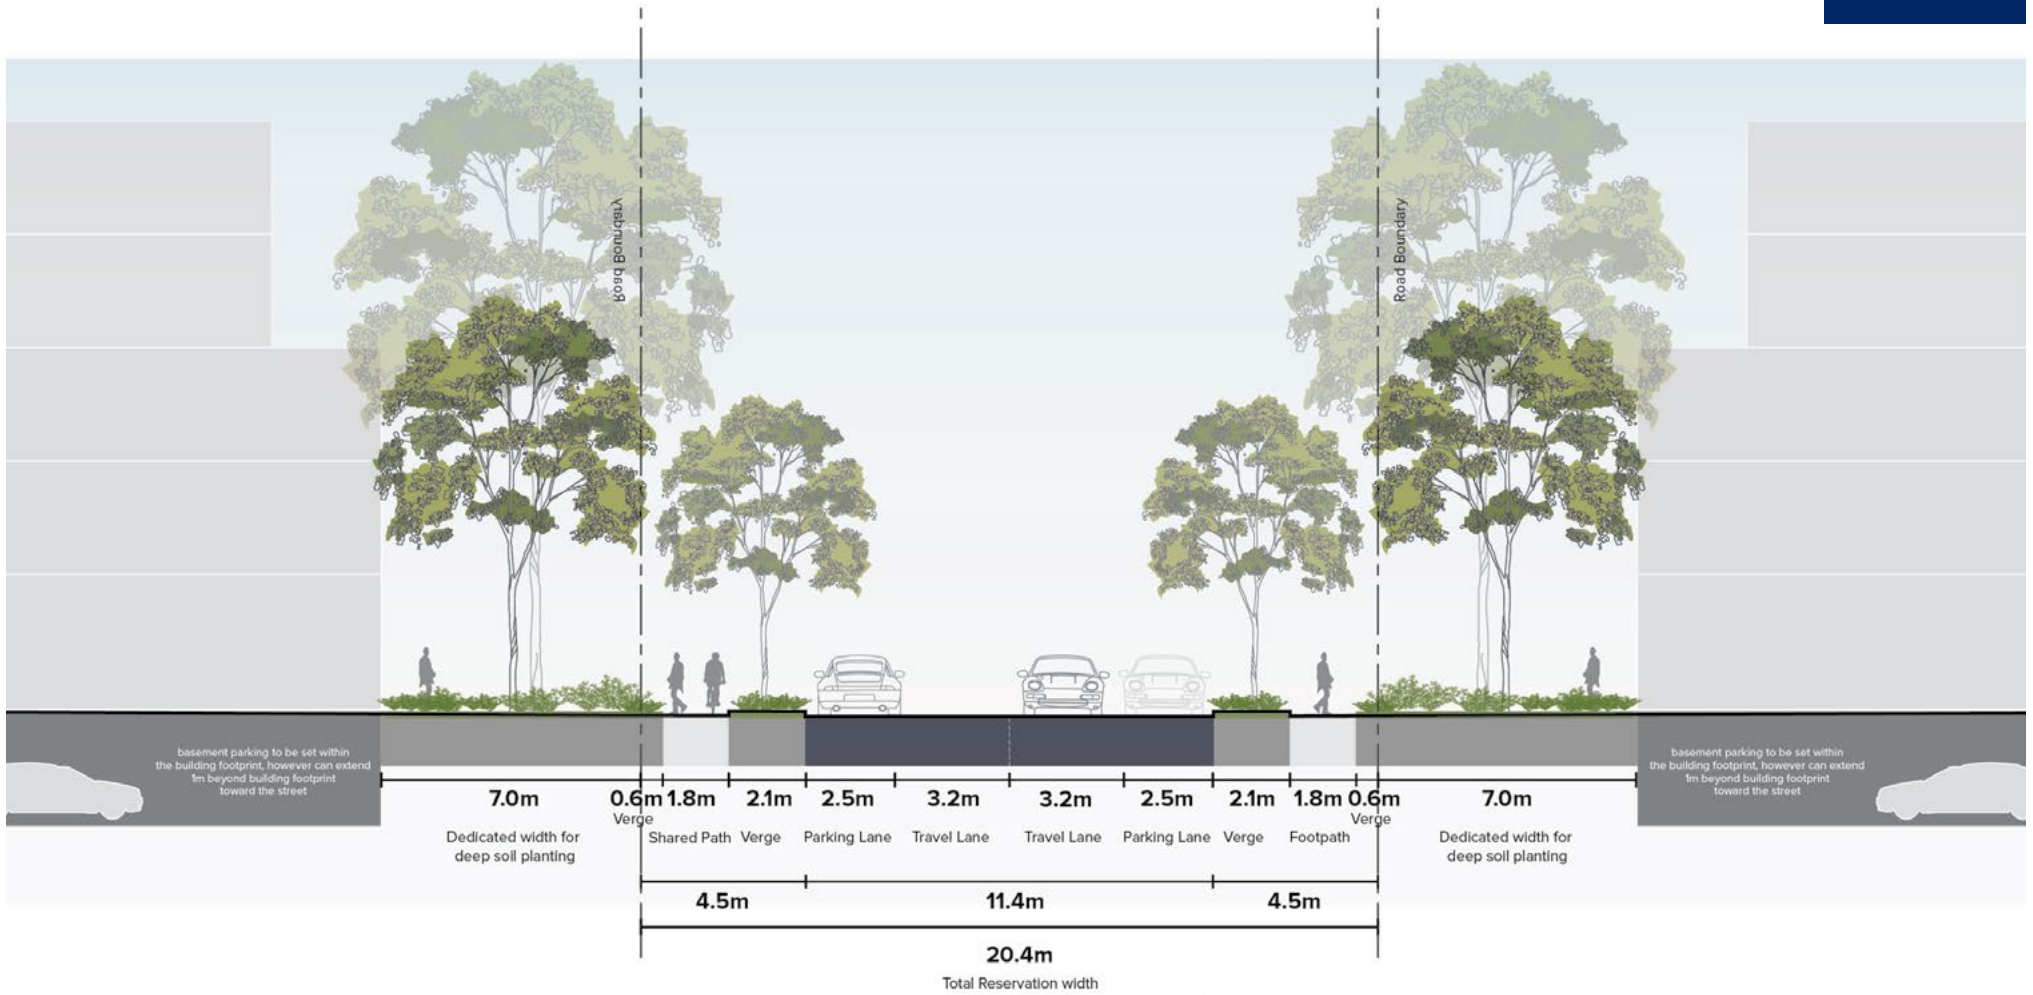 Road Boundary
Road Boundary
basement parking to be set within
the building footprint, however can extend
1m beyond building footprint
toward the street
basement parking to be set within
the building footprint, however can extend
1m beyond building footprint
toward the street
7.0m 0.6m 1.8m 2.1m 2.5m 3.2m 3.2m 2.5m 2.1m 1.8m 0.6m 7.0m
Verge Verge
Dedicated width for Shared Path Verge Parking Lane Travel Lane Travel Lane Parking Lane Verge Footpath Dedicated width for
deep soil planting deep soil planting
4.5m 11.4m 4.5m
20.4m
Total Reservation width